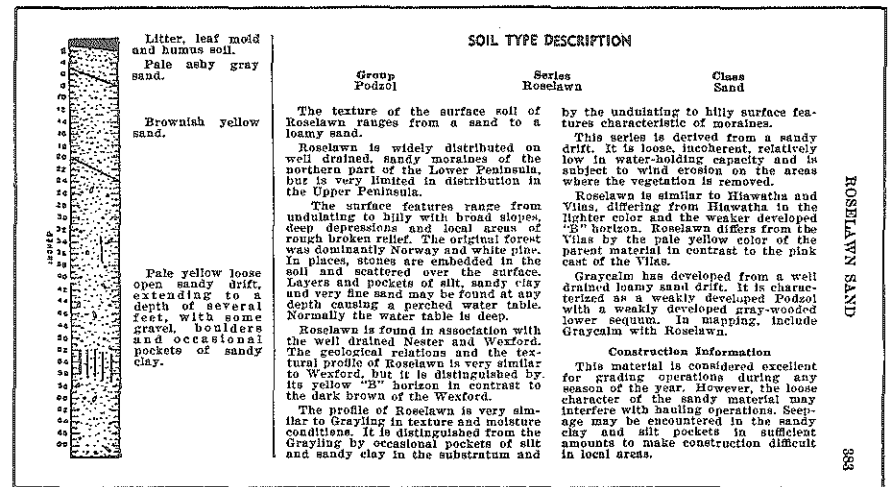 Litter, leaf mold
and humus soil.
Pale ashy gray
sand.
Brownish yellow
sand.
Pale yellow loose
open sandy drift,
extending to a
depth of several
feet, with some
gravel, boulders
and occasional
pockets of sandy
clay.
INCHES
SOIL TYPE DESCRIPTION
Group Series Class
Podzol Roselawn Sand
The texture of the surface soil of
Roselawn ranges from a sand to a
loamy sand.
Roselawn is widely distributed on
well drained, sandy moraines of the
northern part of the Lower Peninsula,
but is very limited in distribution in
the Upper Peninsula.
The surface features range from
undulating to hilly with broad slopes,
deep depressions and local areas of
rough broken relief. The original forest
was dominantly Norway and white pine.
In places, stones are embedded in the
soil and scattered over the surface.
Layers and pockets of silt, sandy clay
and very fine sand may be found at any
depth causing a perched water table.
Normally the water table is deep.
Roselawn is found in association with
the well drained Nester and Wexford.
The geological relations and the tex-
tural profile of Roselawn is very similar
to Wexford, but it is distinguished by
its yellow "B" horizon in contrast to
the dark brown of the Wexford.
The profile of Roselawn is very sim-
ilar to Grayling in texture and moisture
conditions. It is distinguished from the
Grayling by occasional pockets of silt
and sandy clay in the substratum and
by the undulating to hilly surface fea-
tures characteristic of moraines.
This series is derived from a sandy
drift. It is loose, incoherent, relatively
low in water-holding capacity and is
subject to wind erosion on the areas
where the vegetation is removed.
Roselawn is similar to Hiawatha and
Vilas, differing from Hiawatha in the
lighter color and the weaker developed
"B" horizon. Roselawn differs from the
Vilas by the pale yellow color of the
parent material in contrast to the pink
cast of the Vilas.
Graycalm has developed from a well
drained loamy sand drift. It is charac-
terized as a weakly developed Podzol
with a weakly developed gray-wooded
lower sequum. In mapping, include
Graycalm with Roselawn.
Construction Information
This material is considered excellent
for grading operations during any
season of the year. However, the loose
character of the sandy material may
interfere with hauling operations. Seep-
age may be encountered in the sandy
clay and silt pockets in sufficient
amounts to make construction difficult
in local areas.
ROSELAWN SAND
383